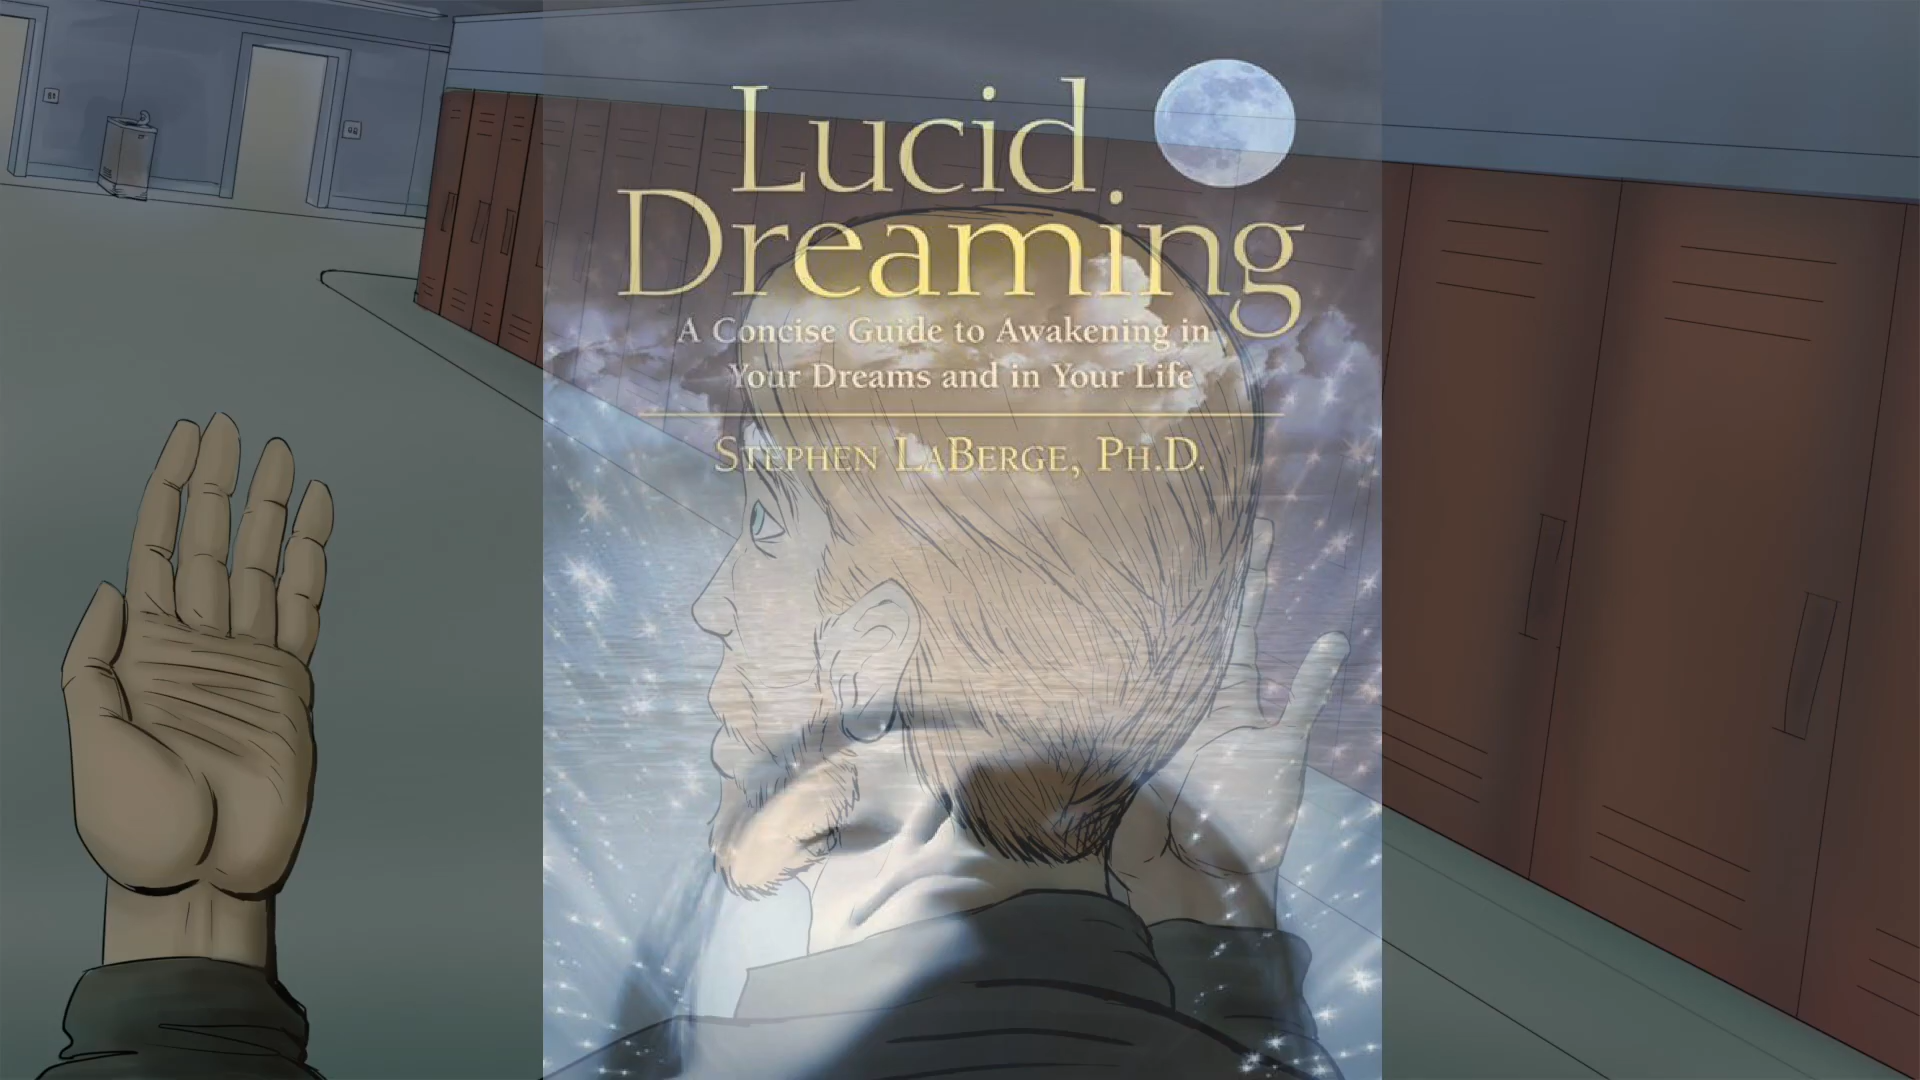 Lucid
Dreaming
A Concise Guide to Awakening in
Your Dreams and in Your Life
Stephen LaBerge, Ph.D.